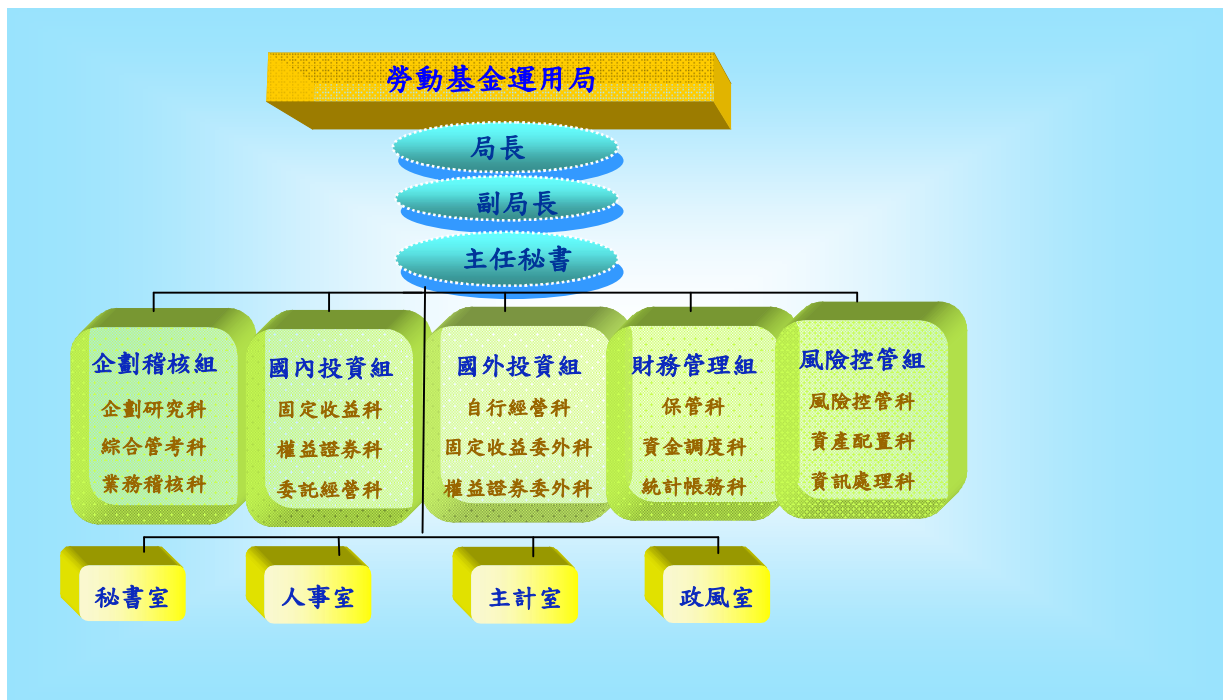 勞動基金運用局
局長
副局長
主任秘書
企劃稽核組
企劃研究科
綜合管考科
業務稽核科
國內投資組
固定收益科
權益證券科
委託經營科
國外投資組
自行經營科
固定收益委外科
權益證券委外科
財務管理組
保管科
資金調度科
統計帳務科
風險控管組
風險控管科
資產配置科
資訊處理科
秘書室
人事室
主計室
政風室